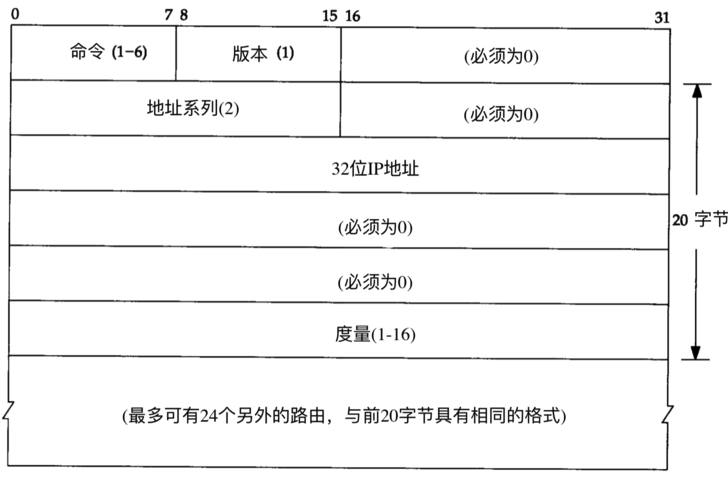 0 7 8 15 16 31
命令 (1-6) 版本 (1) (必须为0)
地址系列(2) (必须为0)
32位IP地址
(必须为0)
20 字节
(必须为0)
度量(1-16)
(最多可有24个另外的路由，与前20字节具有相同的格式)